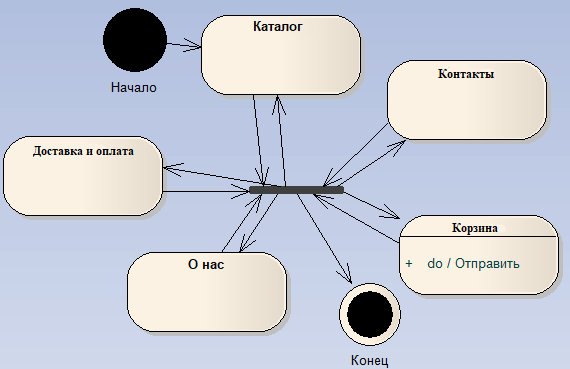 Каталог
Начало
Контакты
Доставка и оплата
Корзина
+ do / Отправить
О нас
Конец